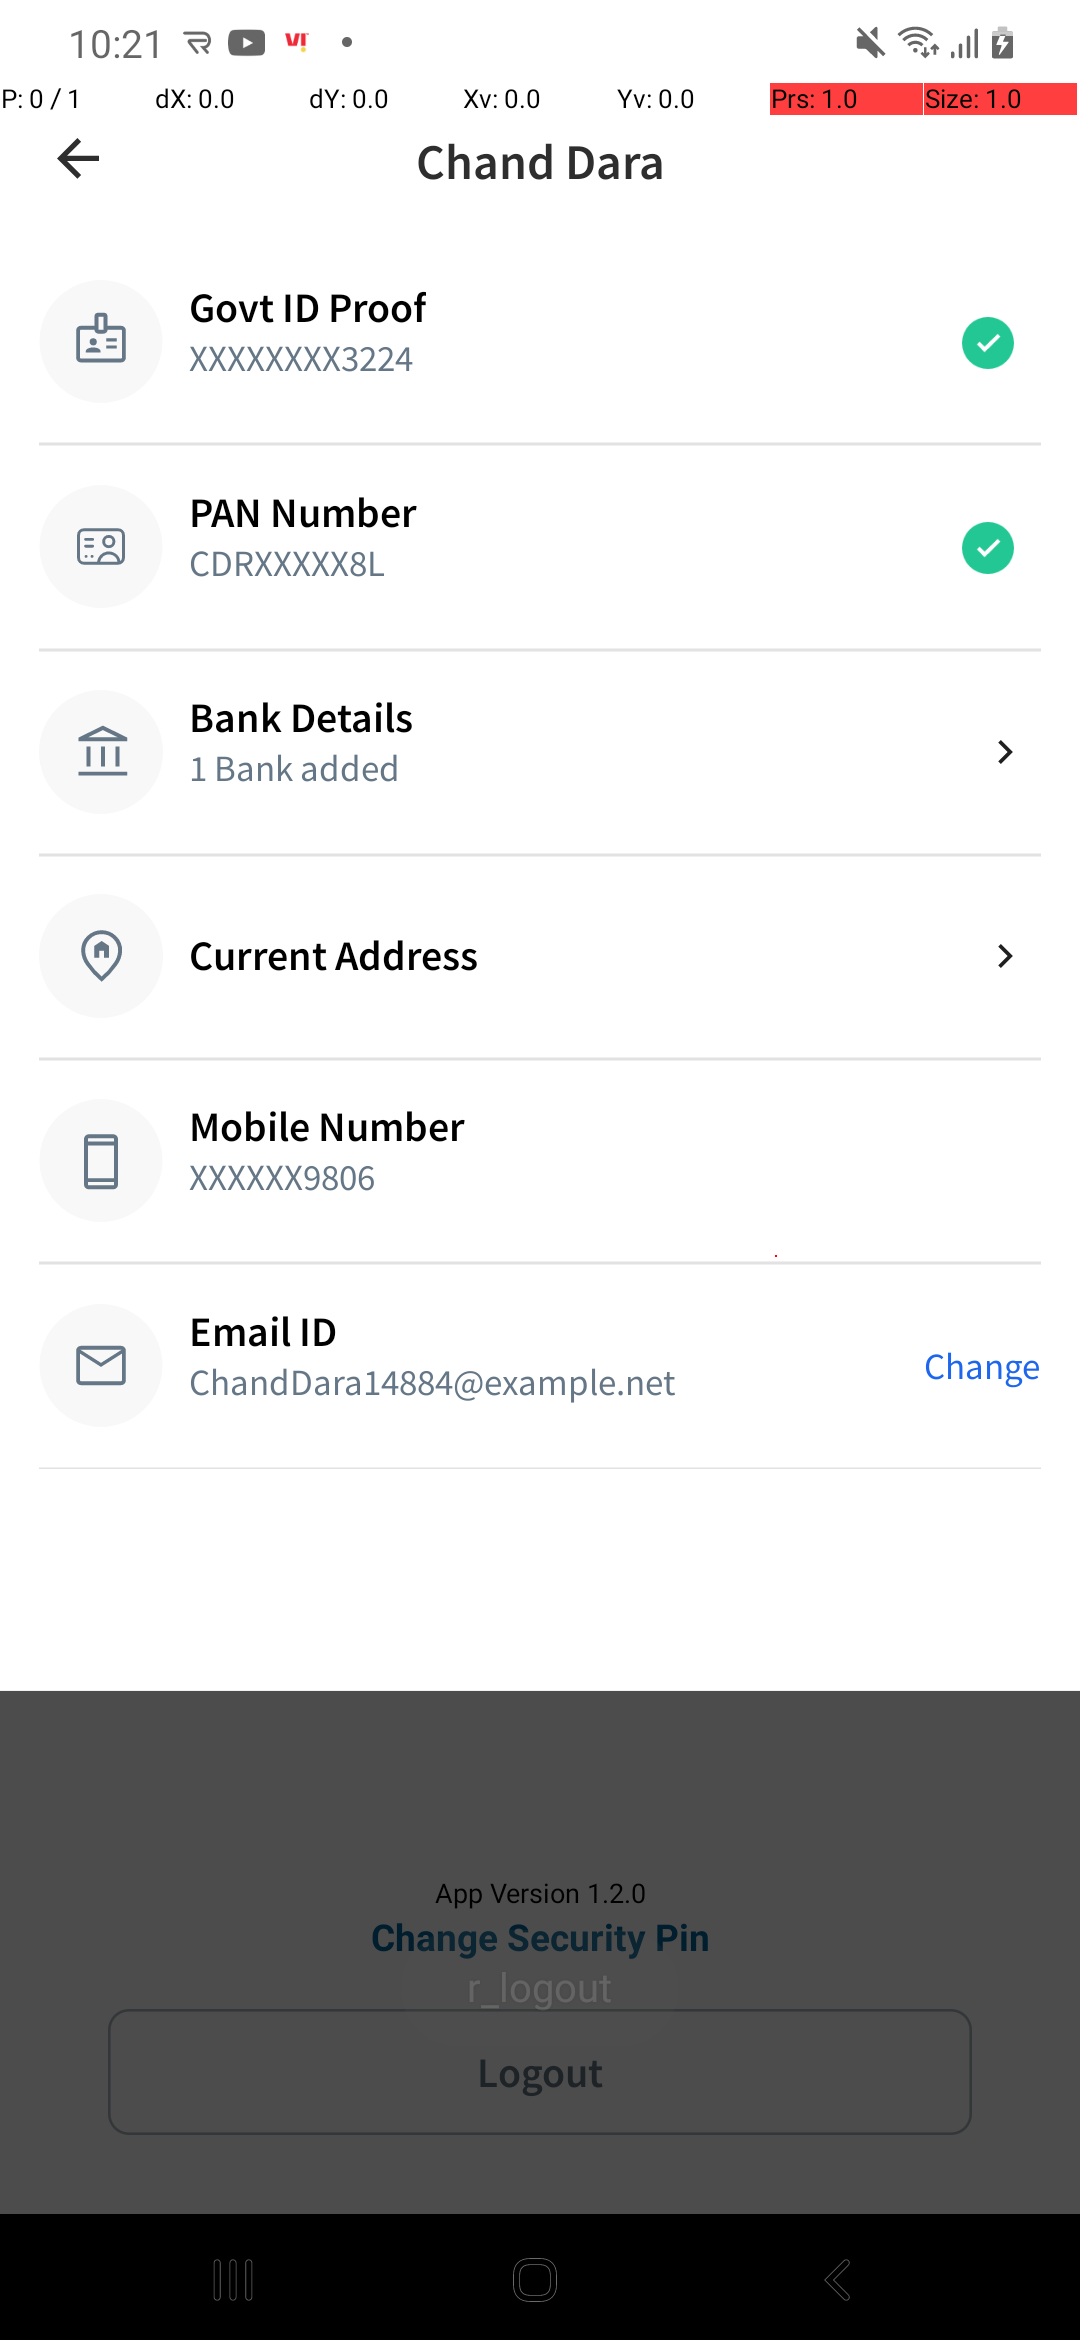 10:21
P: 0 / 1 dX: 0.0 dY: 0.0 Xv: 0.0 Yv: 0.0 Prs: 1.0 Size: 1.0
Chand Dara
Govt ID Proof
XXXXXXXX3224
PAN Number
CDRXXXXX8L
Bank Details
1 Bank added
Current Address
Mobile Number
XXXXXX9806
Email ID
ChandDara14884@example.net
Change
App Version 1.2.0
Change Security Pin
r_logout
Logout